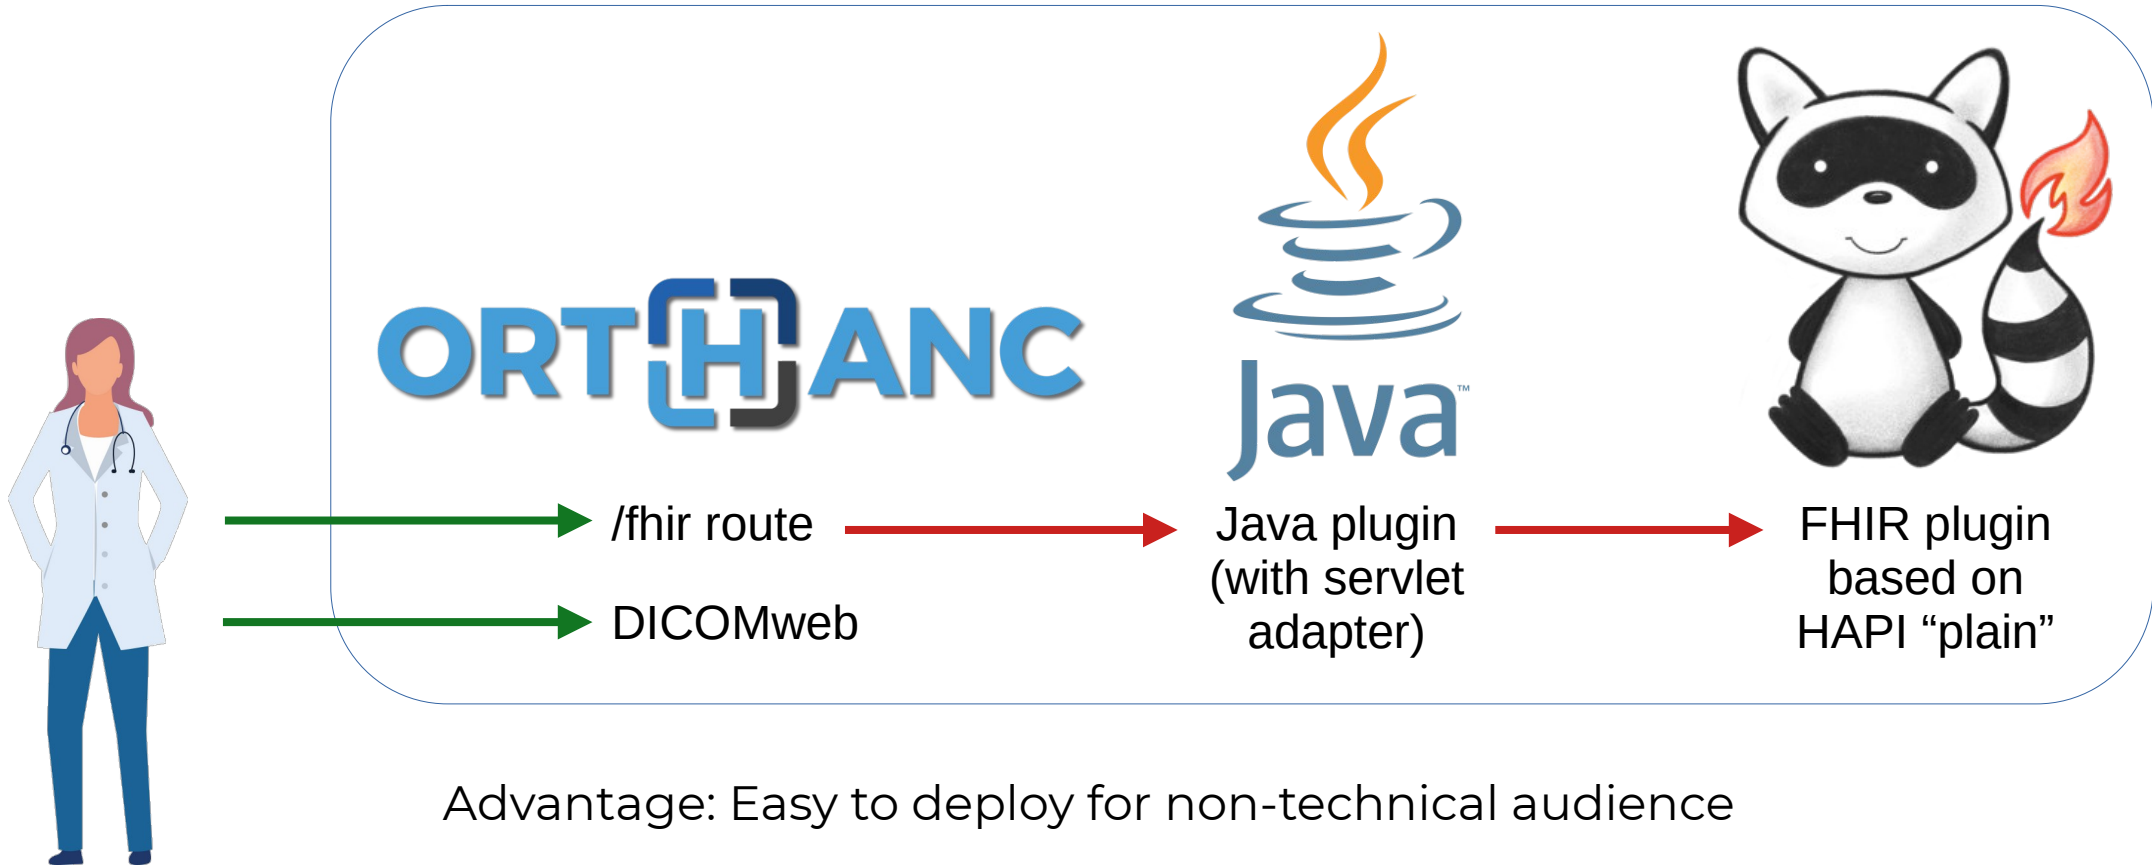 ORTHANC
Java™
/fhir route
DICOMweb
Java plugin
(with servlet
adapter)
FHIR plugin
based on
HAPI “plain”
Advantage: Easy to deploy for non-technical audience